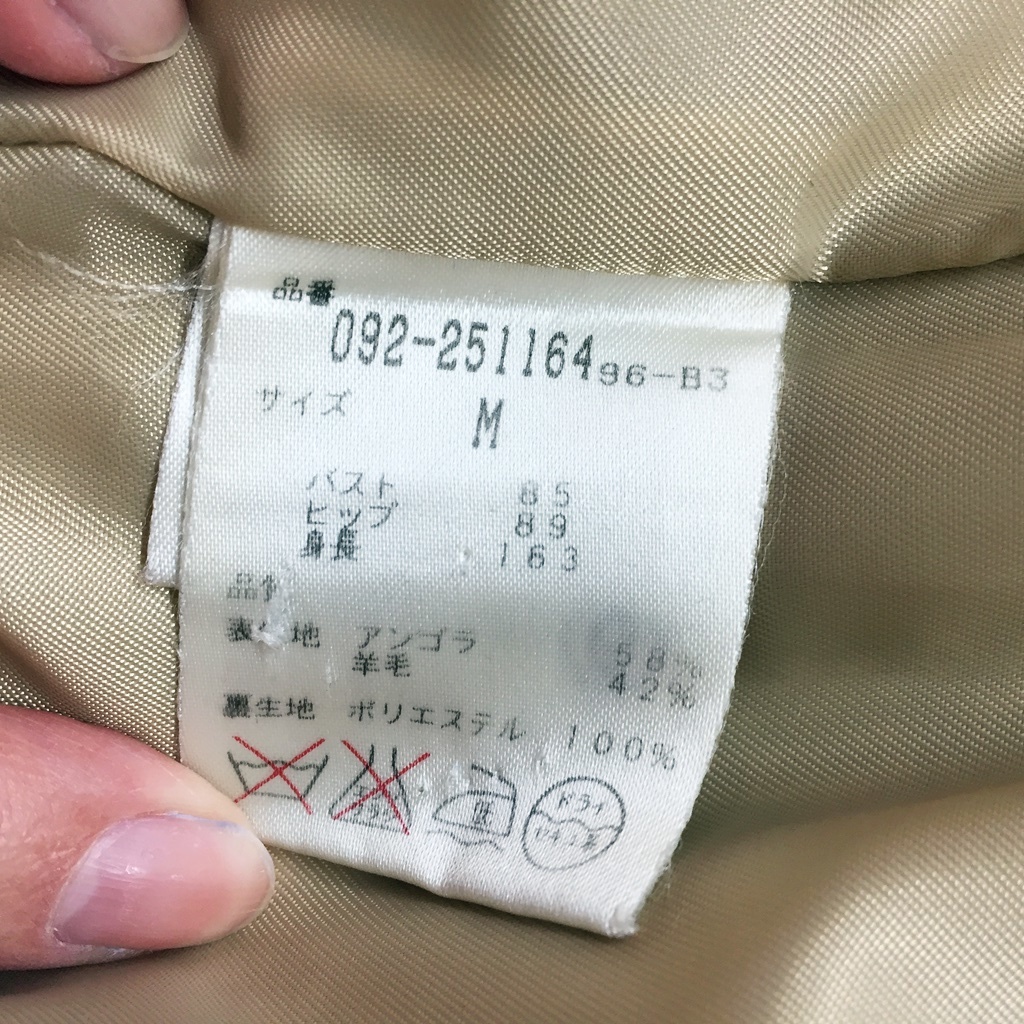 品番
092-251164 96-B3
サイズ M
バスト 85
ヒップ 89
身長 163
表生地 アンゴラ 58%
羊毛 42%
裏生地 ポリエステル 100%
ドライ